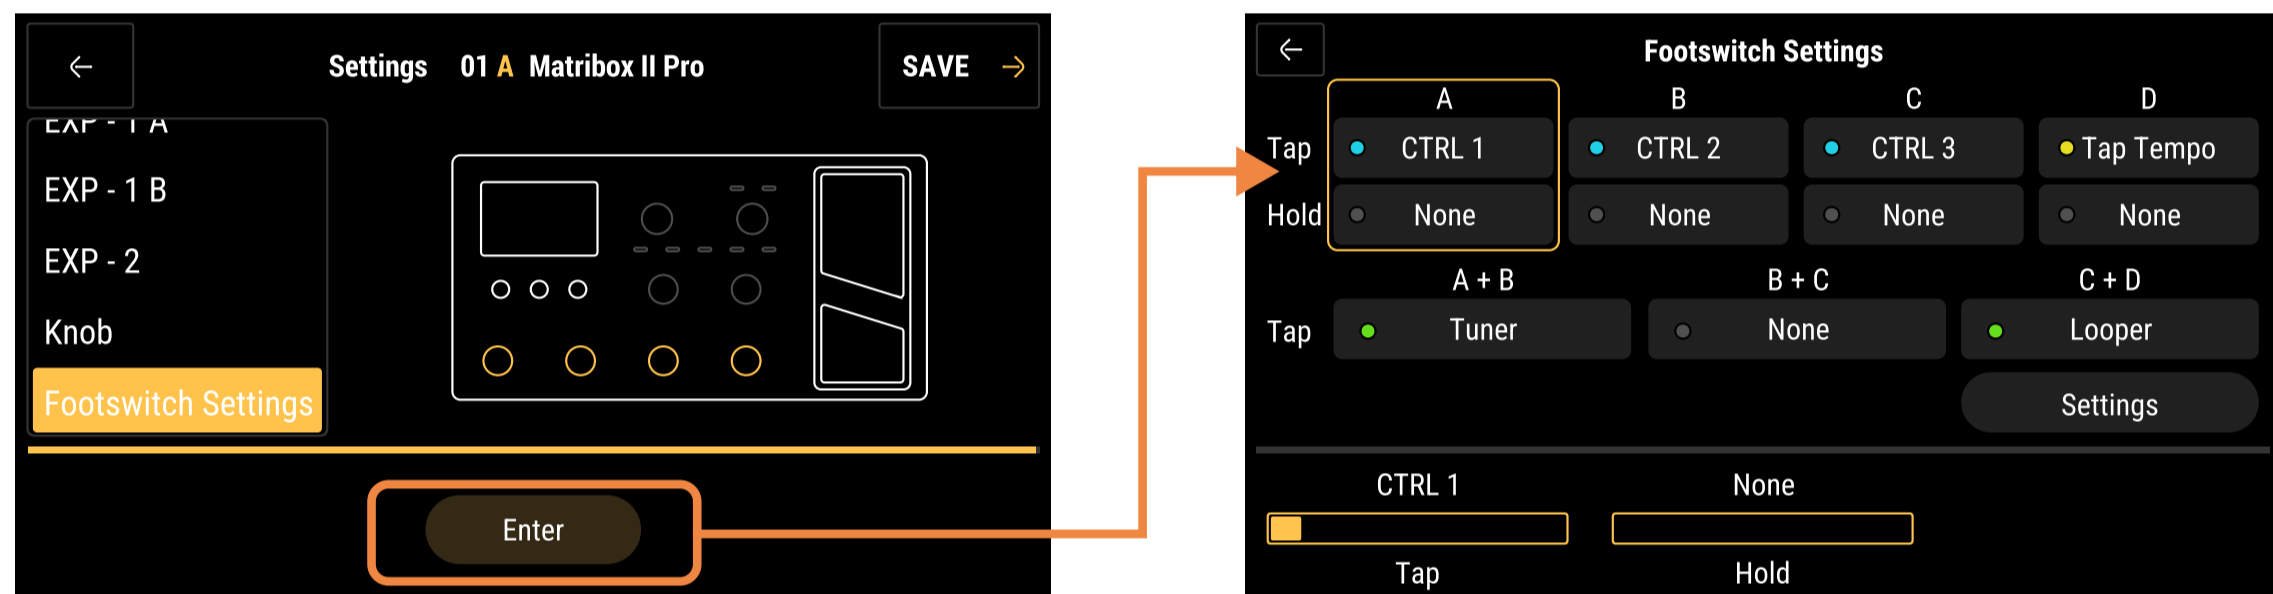 Settings 01 A Matribox II Pro SAVE
EXP - 1 A
EXP - 1 B
EXP - 2
Knob
Footswitch Settings
Enter
Footswitch Settings
A B C D
Tap CTRL 1 CTRL 2 CTRL 3 Tap Tempo
Hold None None None None
A + B B + C C + D
Tap Tuner None Looper
Settings
CTRL 1 None
Tap Hold